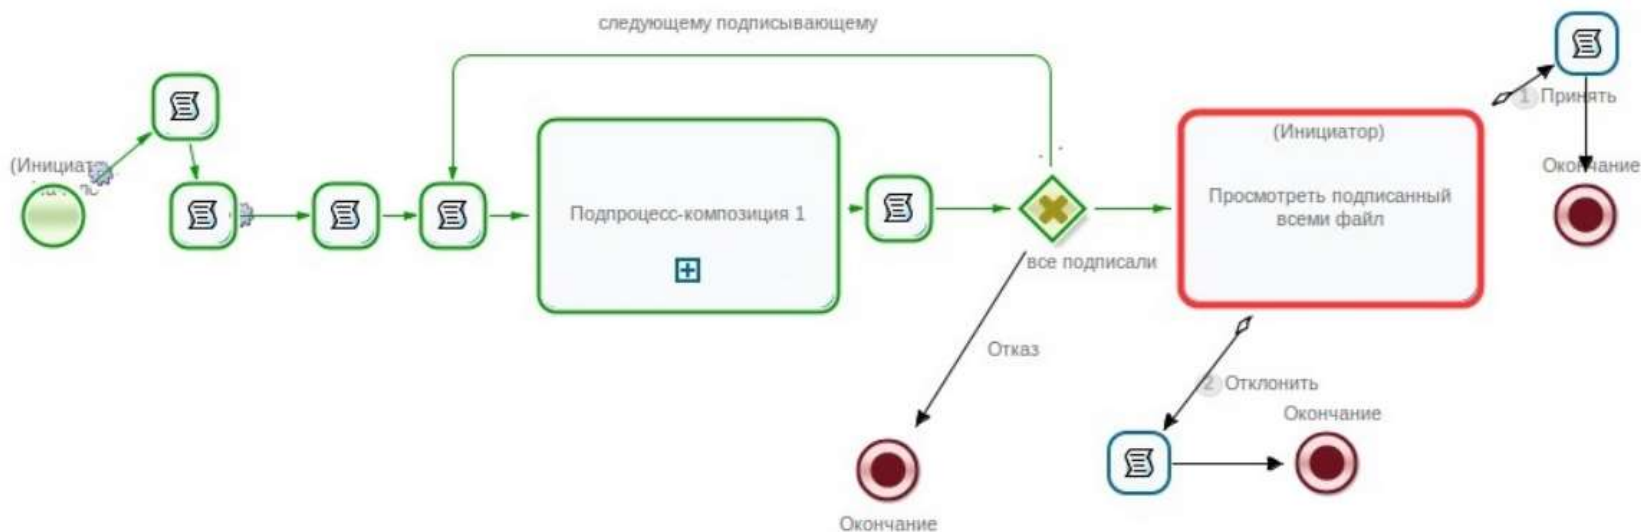 следующему подписывающему
1 Принять
(Инициатор)
(Инициат
Окончание
Просмотреть подписанный
всеми файл
Подпроцесс-композиция 1
все подписали
Отказ
2 Отклонить
Окончание
Окончание